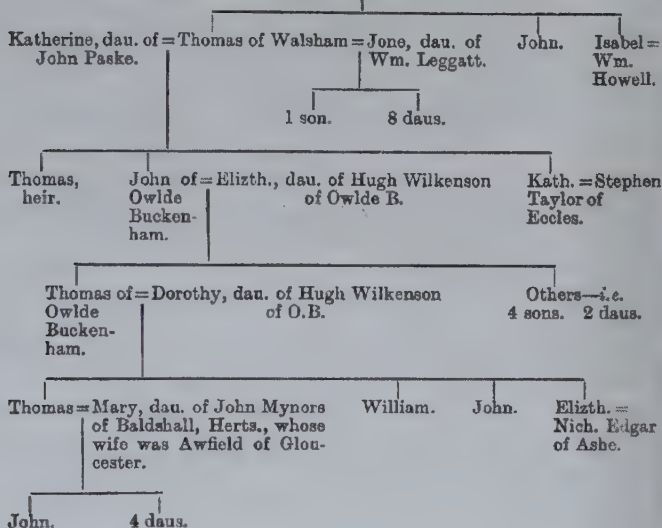 Katherine, dau. of = Thomas of Walsham = Jone, dau. of John. Isabel =
John Paske. Wm. Leggatt. Wm.
Howell.
1 son. 8 daus.
Thomas, John of = Elizth., dau. of Hugh Wilkenson Kath. = Stephen
heir. Owlde of Owlde B. Taylor of
Bucken- Eccles.
ham.
Thomas of = Dorothy, dau. of Hugh Wilkenson Others—i.e.
Owlde of O.B. 4 sons. 2 daus.
Bucken-
ham.
Thomas = Mary, dau. of John Mynors William. John. Elizth. =
of Baldshall, Herts., whose Nich. Edgar
wife was Awfield of Glou- of Ashe.
cester.
John. 4 daus.